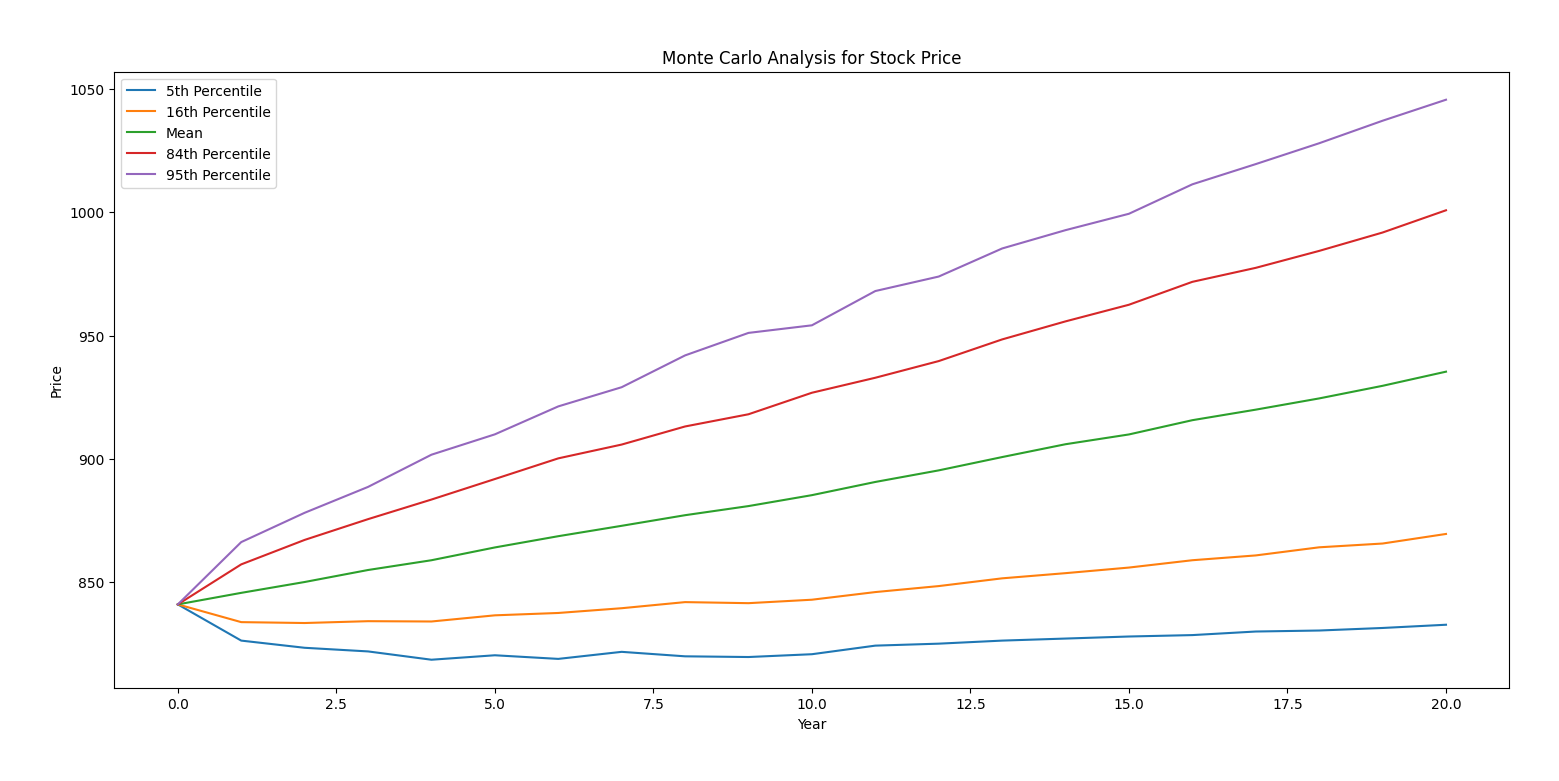 Monte Carlo Analysis for Stock Price
5th Percentile
16th Percentile
Mean
84th Percentile
95th Percentile
1050
1000
950
900
850
Price
0.0 2.5 5.0 7.5 10.0 12.5 15.0 17.5 20.0
Year